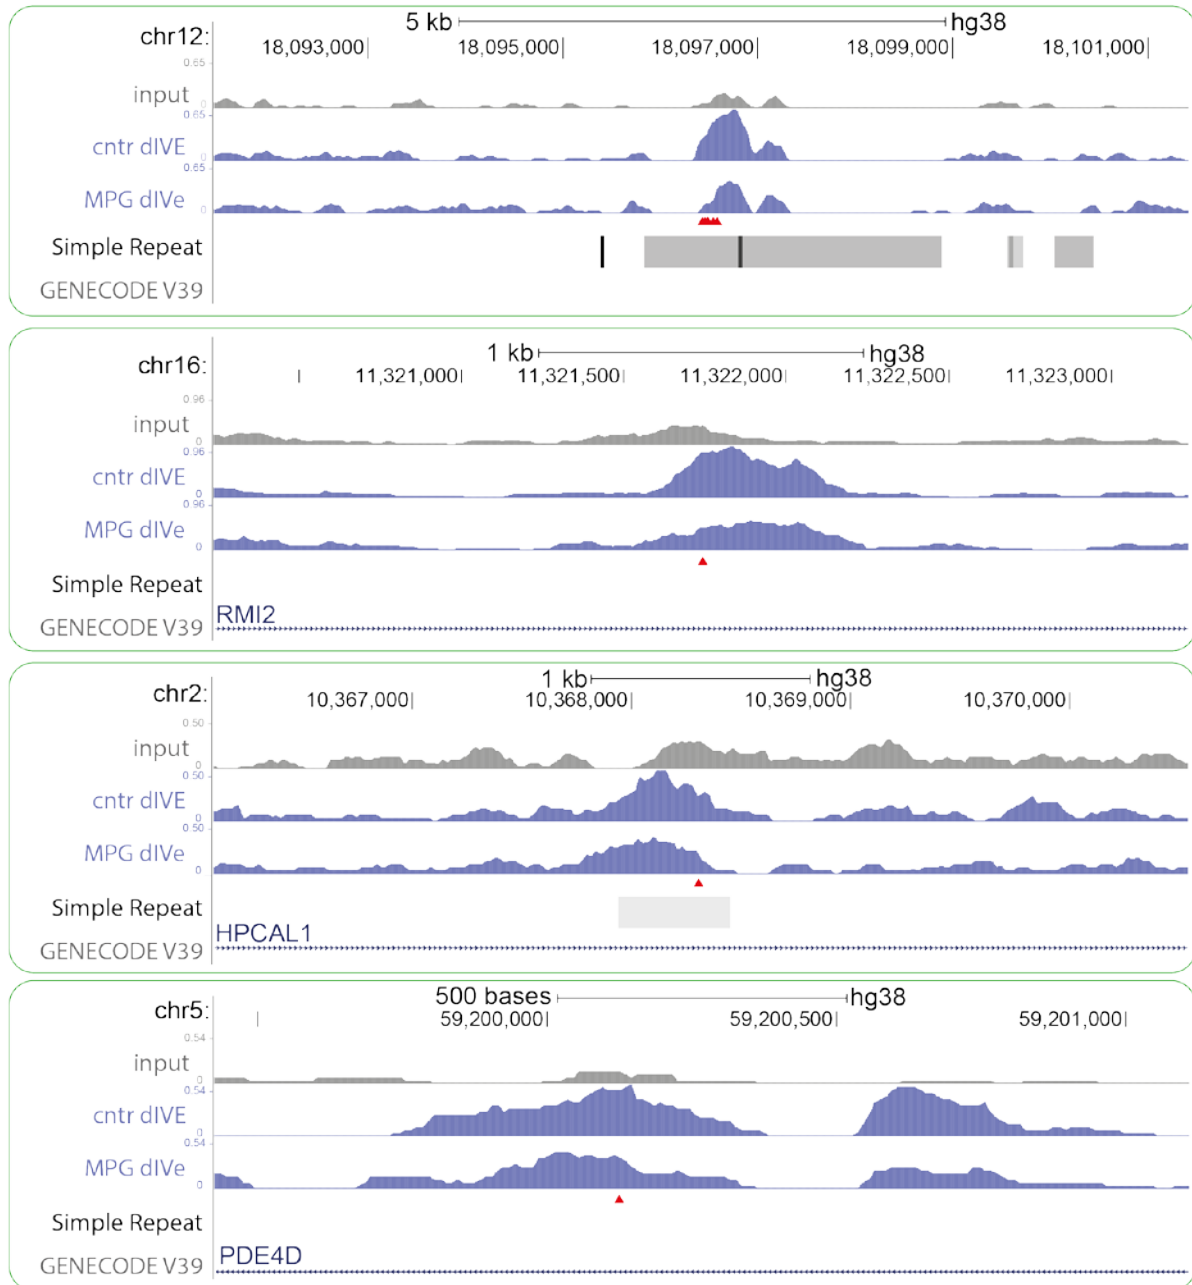 5 kb hg38
chr12: 18,093,000 18,095,000 18,097,000 18,099,000 18,101,000
0.65
input
0
0.65
cntr dIVE
0
0.65
MPG dIVe
0
Simple Repeat
GENECODE V39
1 kb hg38
chr16: 11,321,000 11,321,500 11,322,000 11,322,500 11,323,000
0.96
input
0
0.96
cntr dIVE
0
0.96
MPG dIVe
0
Simple Repeat
RMI2
GENECODE V39
1 kb hg38
chr2: 10,367,000 10,368,000 10,369,000 10,370,000
0.50
input
0
0.50
cntr dIVE
0
0.50
MPG dIVe
0
Simple Repeat
HPCAL1
GENECODE V39
500 bases hg38
chr5: 59,200,000 59,200,500 59,201,000
0.54
input
0
0.54
cntr dIVE
0
0.54
MPG dIVe
0
Simple Repeat
PDE4D
GENECODE V39